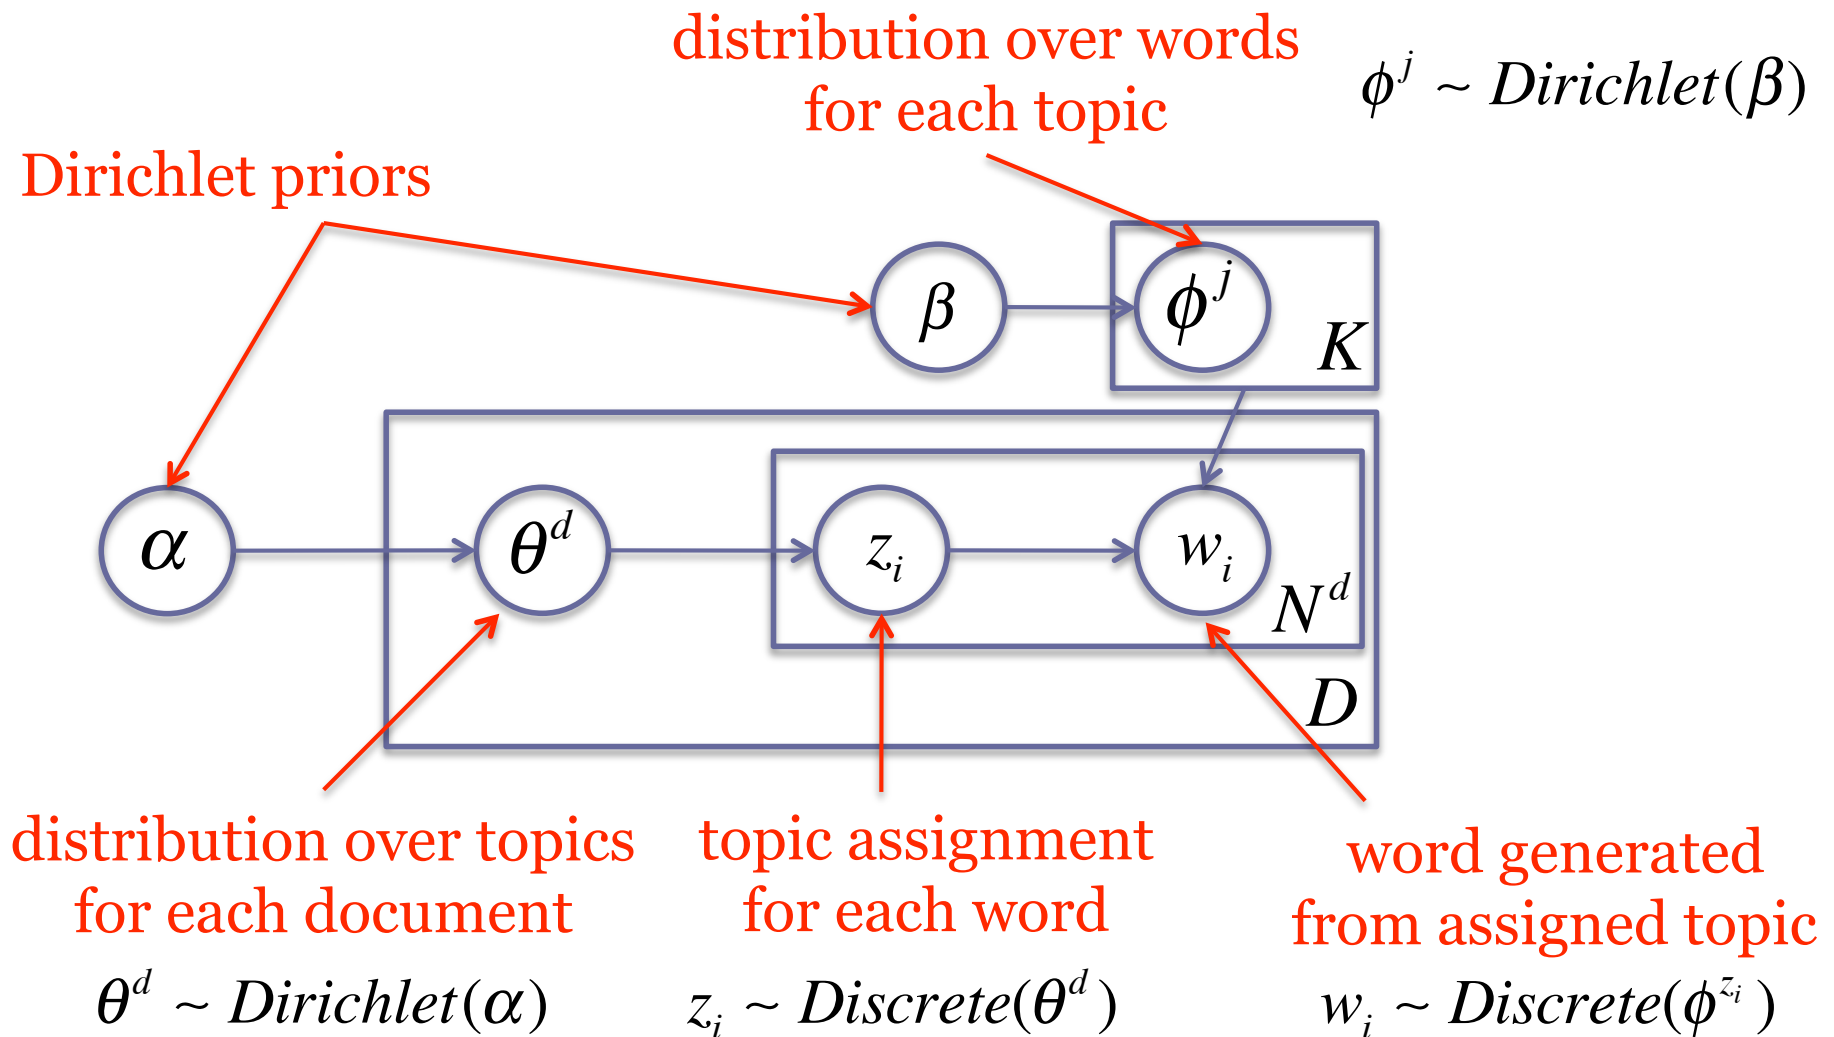 distribution over words
for each topic
ϕ^j ~ Dirichlet(β)
Dirichlet priors
β
ϕ^j
K
α
θ^d
z_i
w_i
N^d
D
distribution over topics
for each document
θ^d ~ Dirichlet(α)
topic assignment
for each word
z_i ~ Discrete(θ^d)
word generated
from assigned topic
w_i ~ Discrete(ϕ^{z_i})